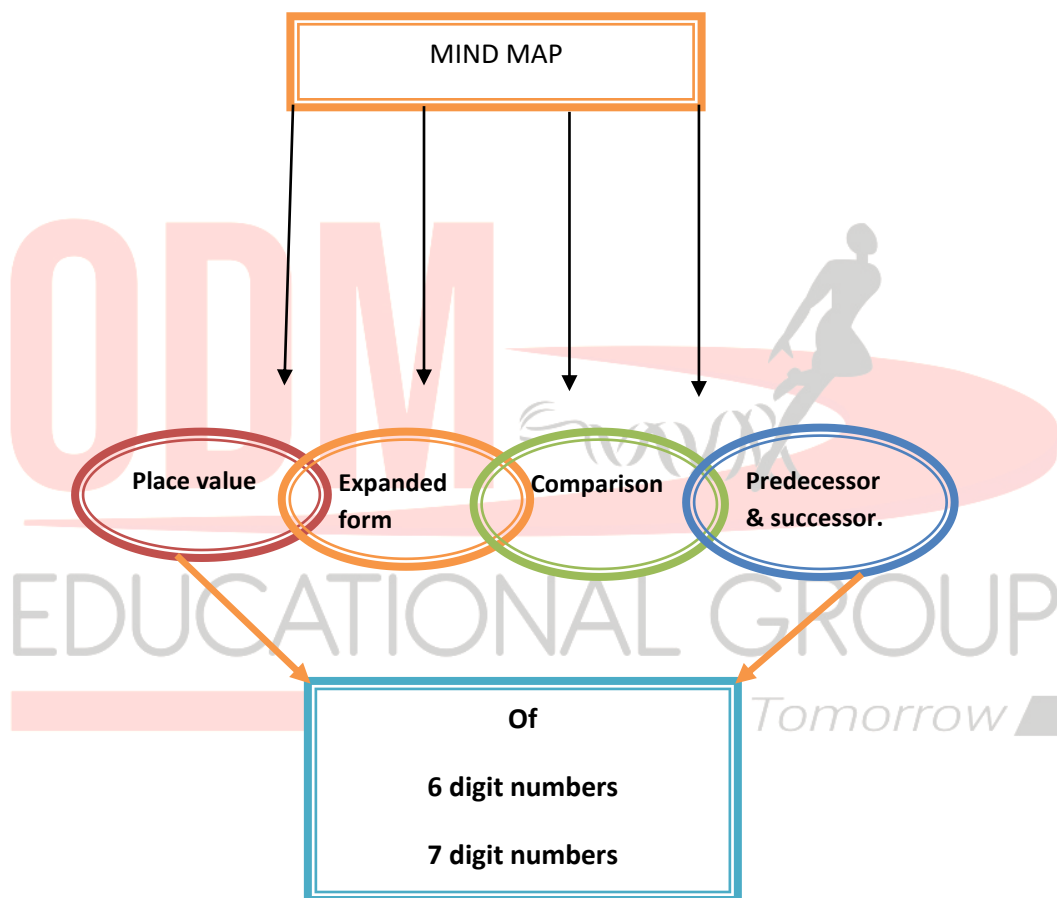 MIND MAP
ODM
Place value
Expanded
form
Comparison
Predecessor
& successor.
EDUCATIONAL GROUP
Tomorrow
Of
6 digit numbers
7 digit numbers